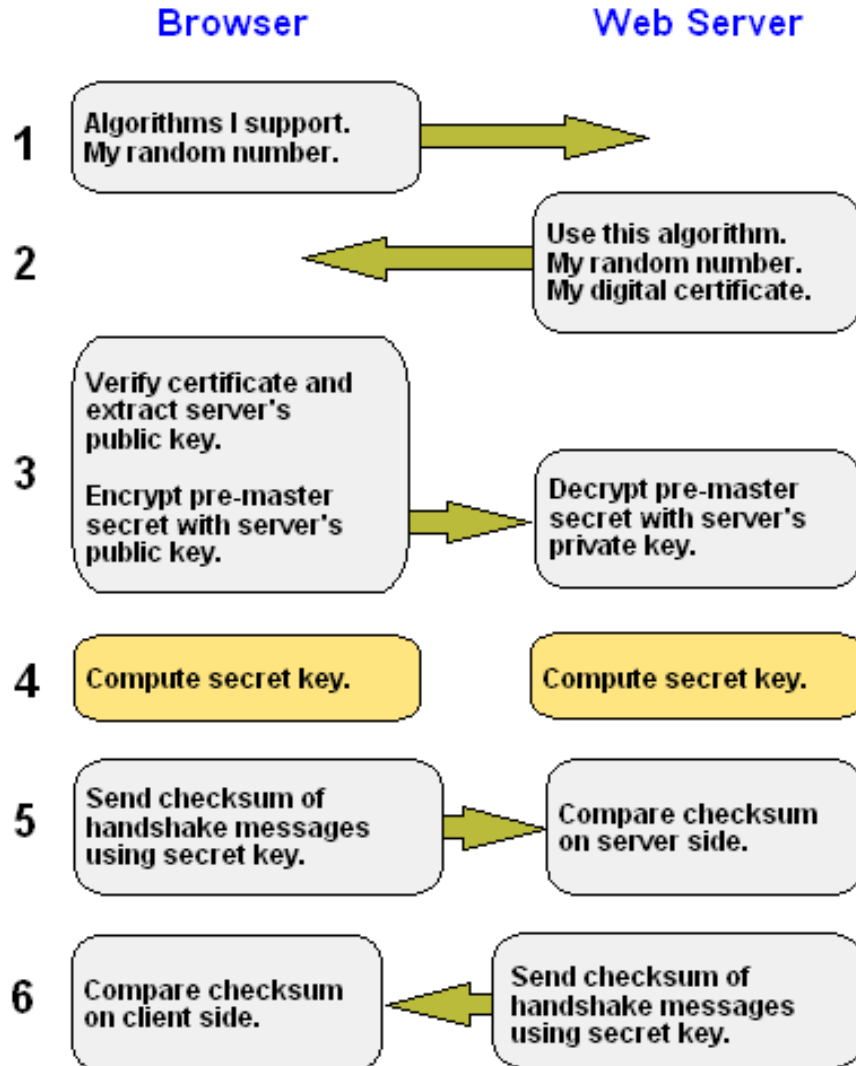 Browser
Web Server
1
Algorithms I support.
My random number.
2
Use this algorithm.
My random number.
My digital certificate.
3
Verify certificate and
extract server's
public key.
Encrypt pre-master
secret with server's
public key.
Decrypt pre-master
secret with server's
private key.
4
Compute secret key.
Compute secret key.
5
Send checksum of
handshake messages
using secret key.
Compare checksum
on server side.
6
Compare checksum
on client side.
Send checksum of
handshake messages
using secret key.